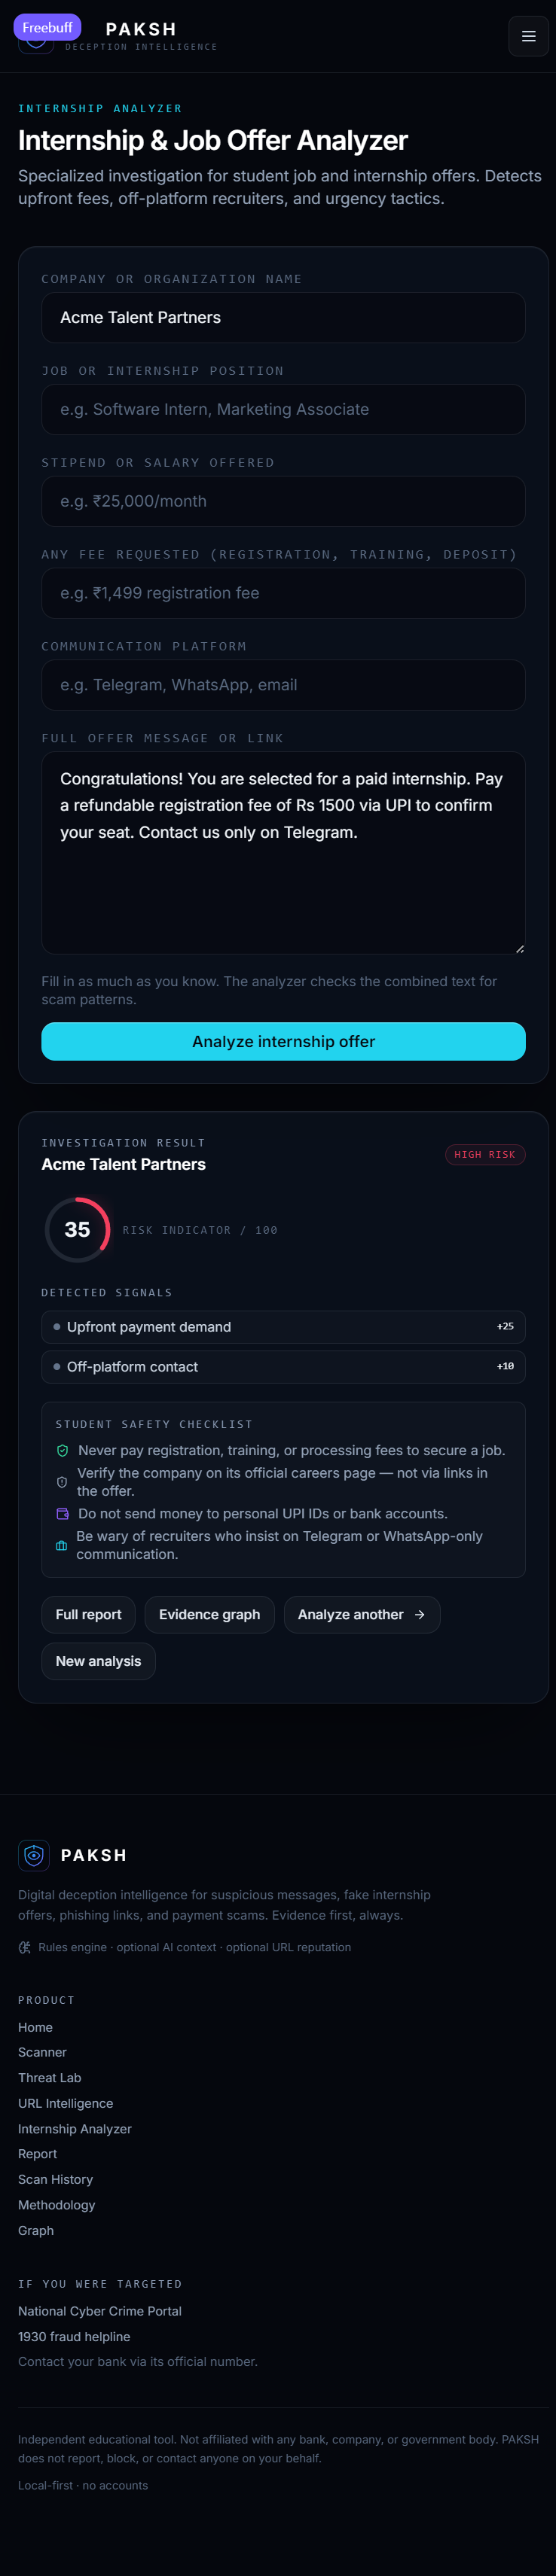 Freebuff
PAKSH
DECEPTION INTELLIGENCE
INTERNSHIP ANALYZER
Internship & Job Offer Analyzer
Specialized investigation for student job and internship offers. Detects
upfront fees, off-platform recruiters, and urgency tactics.
COMPANY OR ORGANIZATION NAME
Acme Talent Partners
JOB OR INTERNSHIP POSITION
e.g. Software Intern, Marketing Associate
STIPEND OR SALARY OFFERED
e.g. ₹25,000/month
ANY FEE REQUESTED (REGISTRATION, TRAINING, DEPOSIT)
e.g. ₹1,499 registration fee
COMMUNICATION PLATFORM
e.g. Telegram, WhatsApp, email
FULL OFFER MESSAGE OR LINK
Congratulations! You are selected for a paid internship. Pay
a refundable registration fee of Rs 1500 via UPI to confirm
your seat. Contact us only on Telegram.
Fill in as much as you know. The analyzer checks the combined text for
scam patterns.
Analyze internship offer
INVESTIGATION RESULT
Acme Talent Partners
HIGH RISK
35
RISK INDICATOR / 100
DETECTED SIGNALS
Upfront payment demand +25
Off-platform contact +10
STUDENT SAFETY CHECKLIST
Never pay registration, training, or processing fees to secure a job.
Verify the company on its official careers page — not via links in
the offer.
Do not send money to personal UPI IDs or bank accounts.
Be wary of recruiters who insist on Telegram or WhatsApp-only
communication.
Full report
Evidence graph
Analyze another →
New analysis
PAKSH
Digital deception intelligence for suspicious messages, fake internship
offers, phishing links, and payment scams. Evidence first, always.
Rules engine · optional AI context · optional URL reputation
PRODUCT
Home
Scanner
Threat Lab
URL Intelligence
Internship Analyzer
Report
Scan History
Methodology
Graph
IF YOU WERE TARGETED
National Cyber Crime Portal
1930 fraud helpline
Contact your bank via its official number.
Independent educational tool. Not affiliated with any bank, company, or government body. PAKSH
does not report, block, or contact anyone on your behalf.
Local-first · no accounts